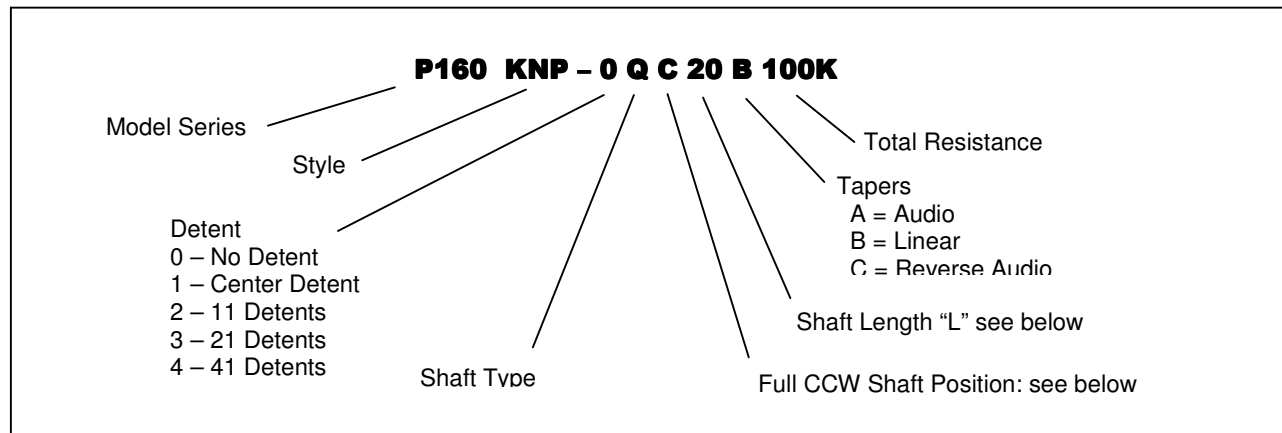 P160 KNP – 0 Q C 20 B 100K
Model Series
Style
Detent
0 – No Detent
1 – Center Detent
2 – 11 Detents
3 – 21 Detents
4 – 41 Detents
Shaft Type
Total Resistance
Tapers
A = Audio
B = Linear
C = Reverse Audio
Shaft Length “L” see below
Full CCW Shaft Position: see below